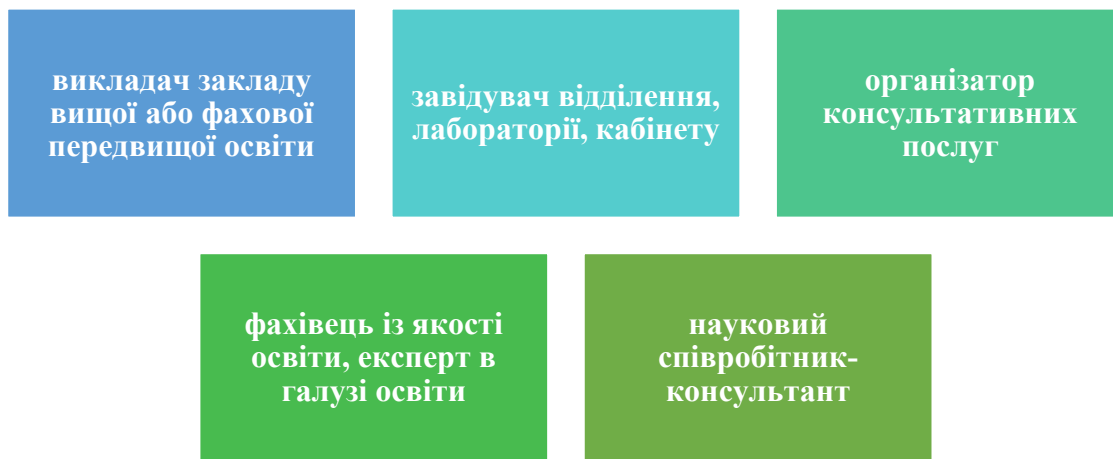 викладач закладу
вищої або фахової
передвищої освіти
завідувач відділення,
лабораторії, кабінету
організатор
консультативних
послуг
фахівець із якості
освіти, експерт в
галузі освіти
науковий
співробітник-
консультант